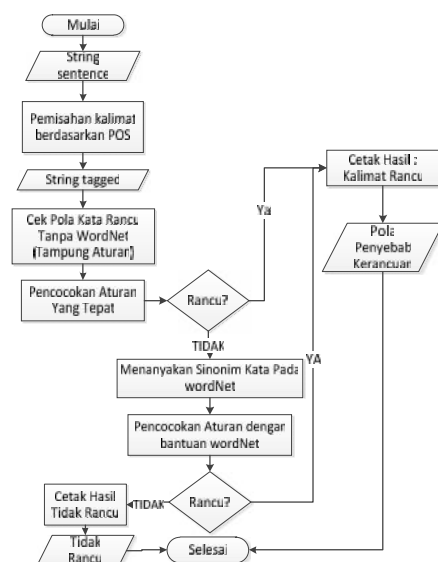 Mulai
String
sentence
Pemisahan kalimat
berdasarkan POS
String tagged
Cek Pola Kata Rancu
Tanpa WordNet
(Tampung Aturan)
Pencocokan Aturan
Yang Tepat
Rancu?
Ya
Cetak Hasil :
Kalimat Rancu
Pola
Penyebab
Kerancuan
TIDAK
YA
Menanyakan Sinonim Kata Pada
wordNet
Pencocokan Aturan dengan
bantuan wordNet
Rancu?
TIDAK
Cetak Hasil
Tidak Rancu
Tidak
Rancu
Selesai